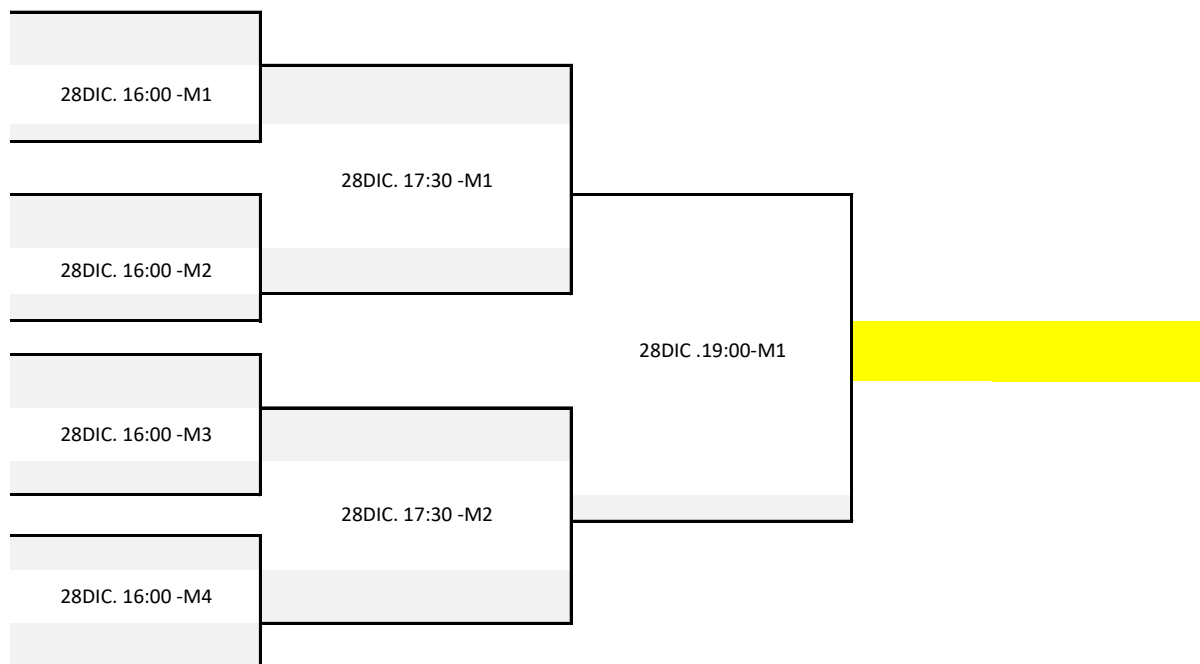 28DIC. 16:00 -M1
28DIC. 17:30 -M1
28DIC. 16:00 -M2
28DIC .19:00-M1
28DIC. 16:00 -M3
28DIC. 17:30 -M2
28DIC. 16:00 -M4